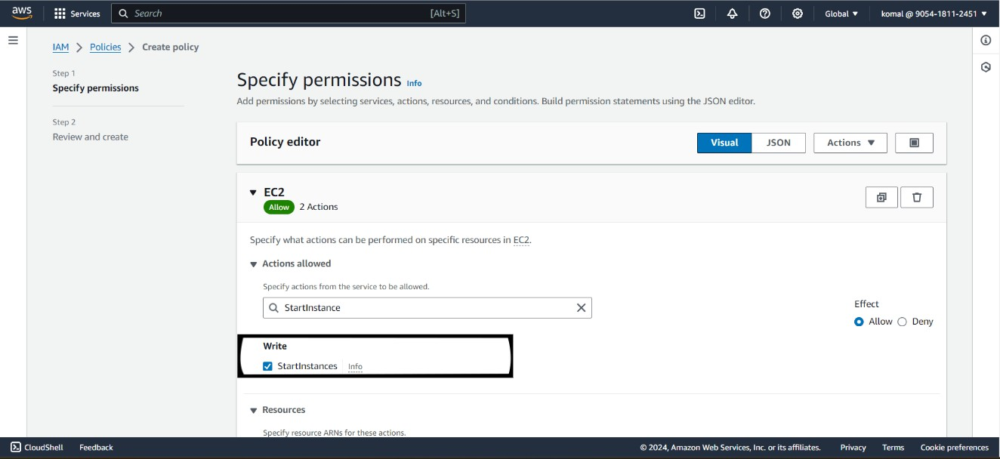 aws
Services
Search
[Alt+S]
Global
komal @ 9054-1811-2451
IAM
Policies
Create policy
Step 1
Specify permissions
Step 2
Review and create
Specify permissions Info
Add permissions by selecting services, actions, resources, and conditions. Build permission statements using the JSON editor.
Policy editor
Visual
JSON
Actions
EC2
Allow 2 Actions
Specify what actions can be performed on specific resources in EC2.
Actions allowed
Specify actions from the service to be allowed.
StartInstance
Effect
Allow
Deny
Write
StartInstances
Info
Resources
Specify resource ARNs for these actions.
CloudShell
Feedback
© 2024, Amazon Web Services, Inc. or its affiliates.
Privacy
Terms
Cookie preferences